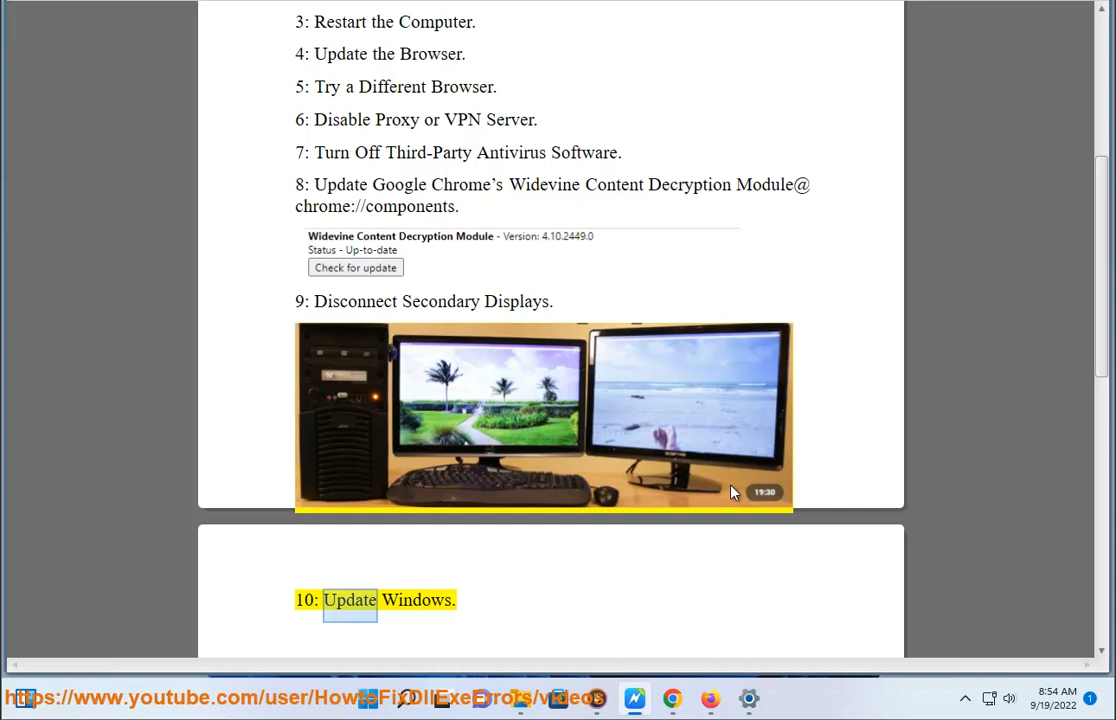 3: Restart the Computer.
4: Update the Browser.
5: Try a Different Browser.
6: Disable Proxy or VPN Server.
7: Turn Off Third-Party Antivirus Software.
8: Update Google Chrome’s Widevine Content Decryption Module@
chrome://components.
Widevine Content Decryption Module - Version: 4.10.2449.0
Status - Up-to-date
Check for update
9: Disconnect Secondary Displays.
19:30
10: Update Windows.
https://www.youtube.com/user/HowtoFixDllExeErrors/videos
8:54 AM
9/19/2022
1